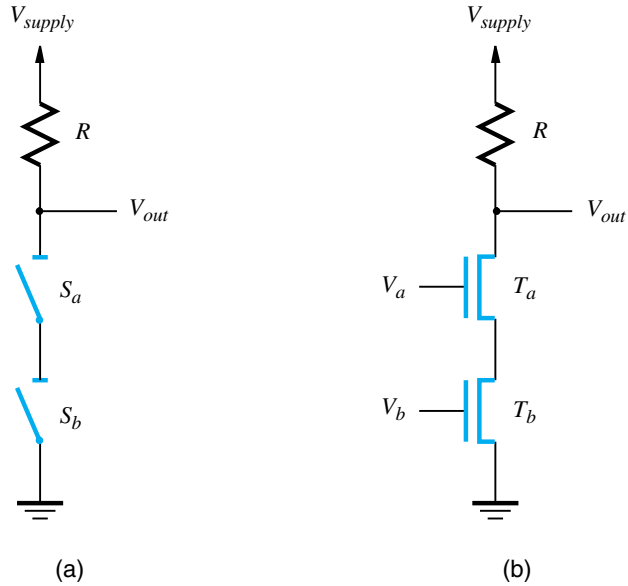 V_supply V_supply
R R
V_out V_out
S_a V_a T_a
S_b V_b T_b
(a) (b)